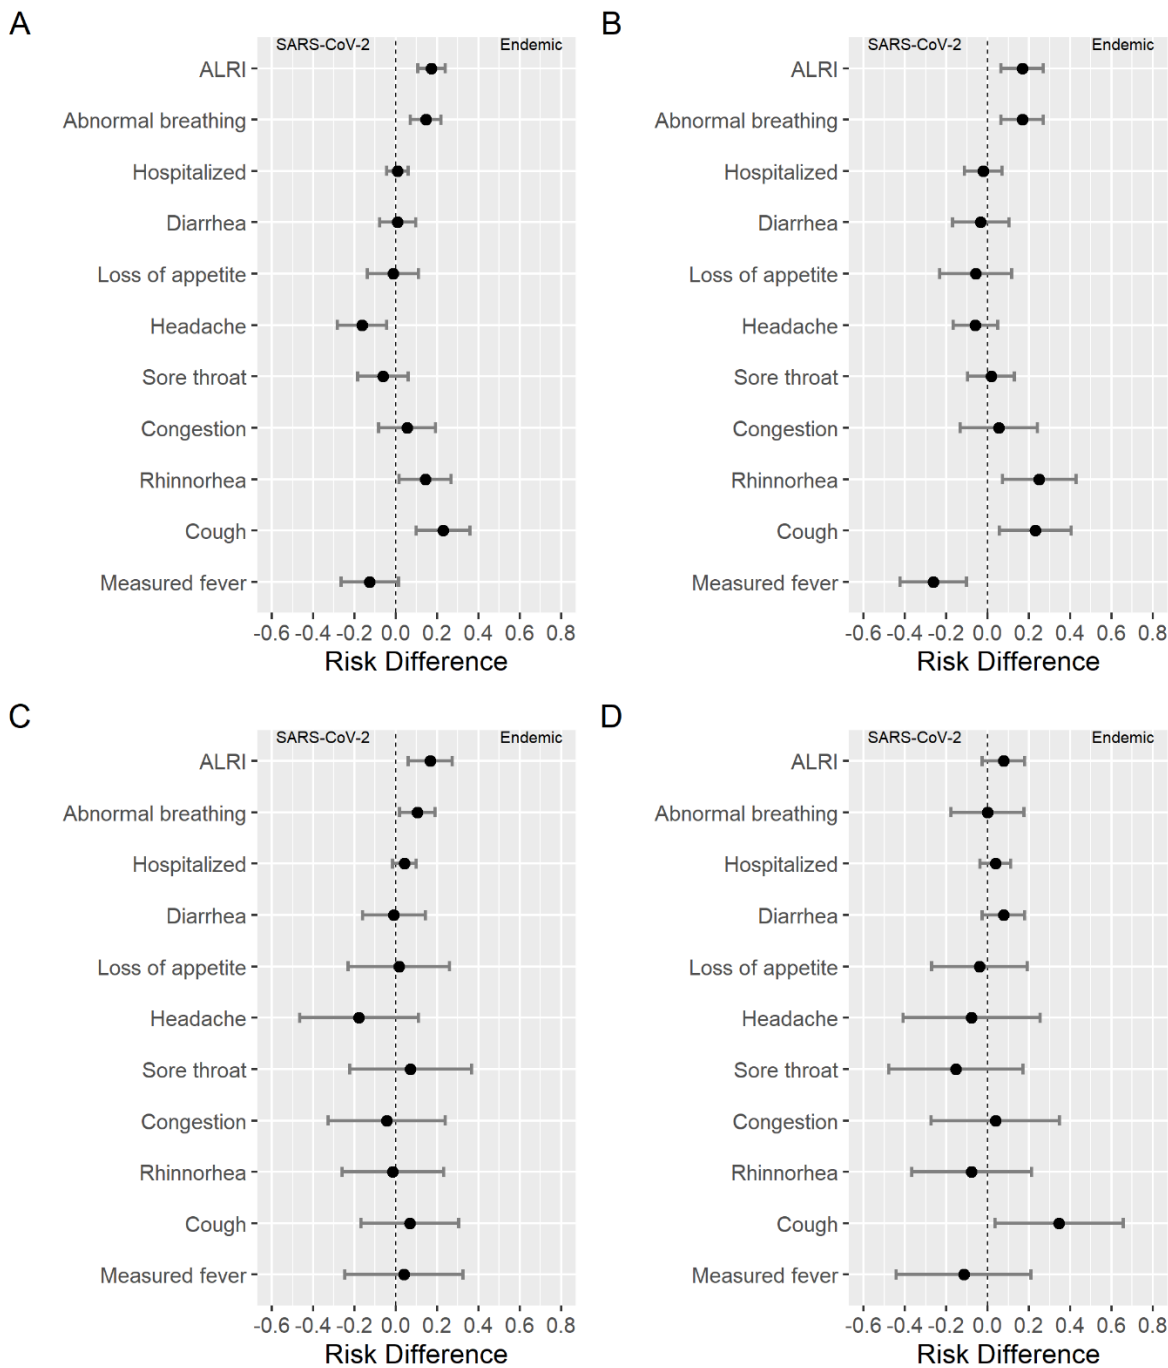 A
SARS-CoV-2 Endemic
ALRI
Abnormal breathing
Hospitalized
Diarrhea
Loss of appetite
Headache
Sore throat
Congestion
Rhinnorhea
Cough
Measured fever
-0.6 -0.4 -0.2 0.0 0.2 0.4 0.6 0.8
Risk Difference
B
SARS-CoV-2 Endemic
ALRI
Abnormal breathing
Hospitalized
Diarrhea
Loss of appetite
Headache
Sore throat
Congestion
Rhinnorhea
Cough
Measured fever
-0.6 -0.4 -0.2 0.0 0.2 0.4 0.6 0.8
Risk Difference
C
SARS-CoV-2 Endemic
ALRI
Abnormal breathing
Hospitalized
Diarrhea
Loss of appetite
Headache
Sore throat
Congestion
Rhinnorhea
Cough
Measured fever
-0.6 -0.4 -0.2 0.0 0.2 0.4 0.6 0.8
Risk Difference
D
SARS-CoV-2 Endemic
ALRI
Abnormal breathing
Hospitalized
Diarrhea
Loss of appetite
Headache
Sore throat
Congestion
Rhinnorhea
Cough
Measured fever
-0.6 -0.4 -0.2 0.0 0.2 0.4 0.6 0.8
Risk Difference